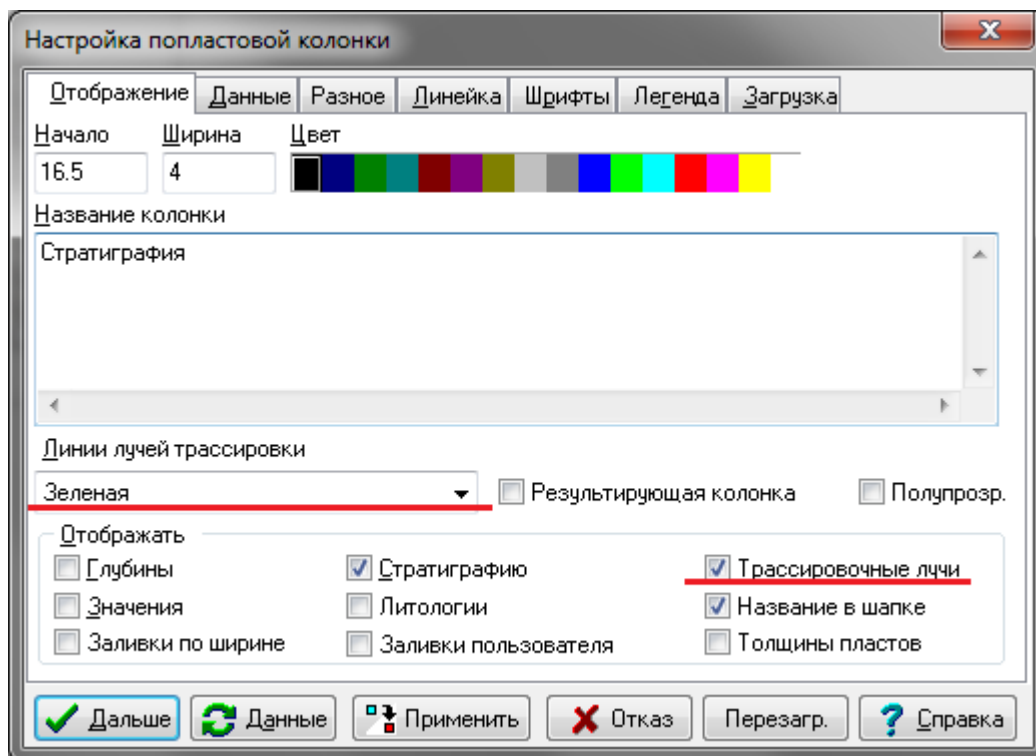 Настройка попластовой колонки
Отображение Данные Разное Линейка Шрифты Легенда Загрузка
Начало Ширина Цвет
16.5 4
Название колонки
Стратиграфия
Линии лучей трассировки
Зеленая Результирующая колонка Полупрозр.
Отображать
Глубины Стратиграфию Трассировочные лучи
Значения Литологии Название в шапке
Заливки по ширине Заливки пользователя Толщины пластов
Дальше Данные Применить Отказ Перезагр. Справка